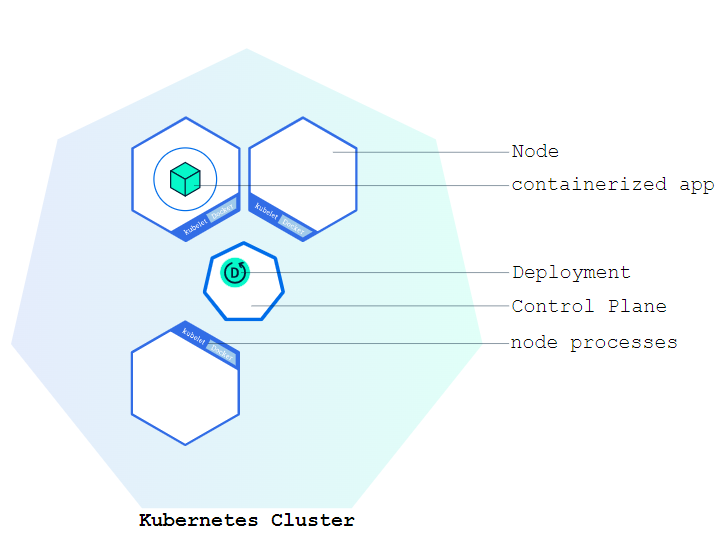 Node
containerized app
kubelet Docker
kubelet Docker
D
Deployment
Control Plane
kubelet Docker
node processes
Kubernetes Cluster